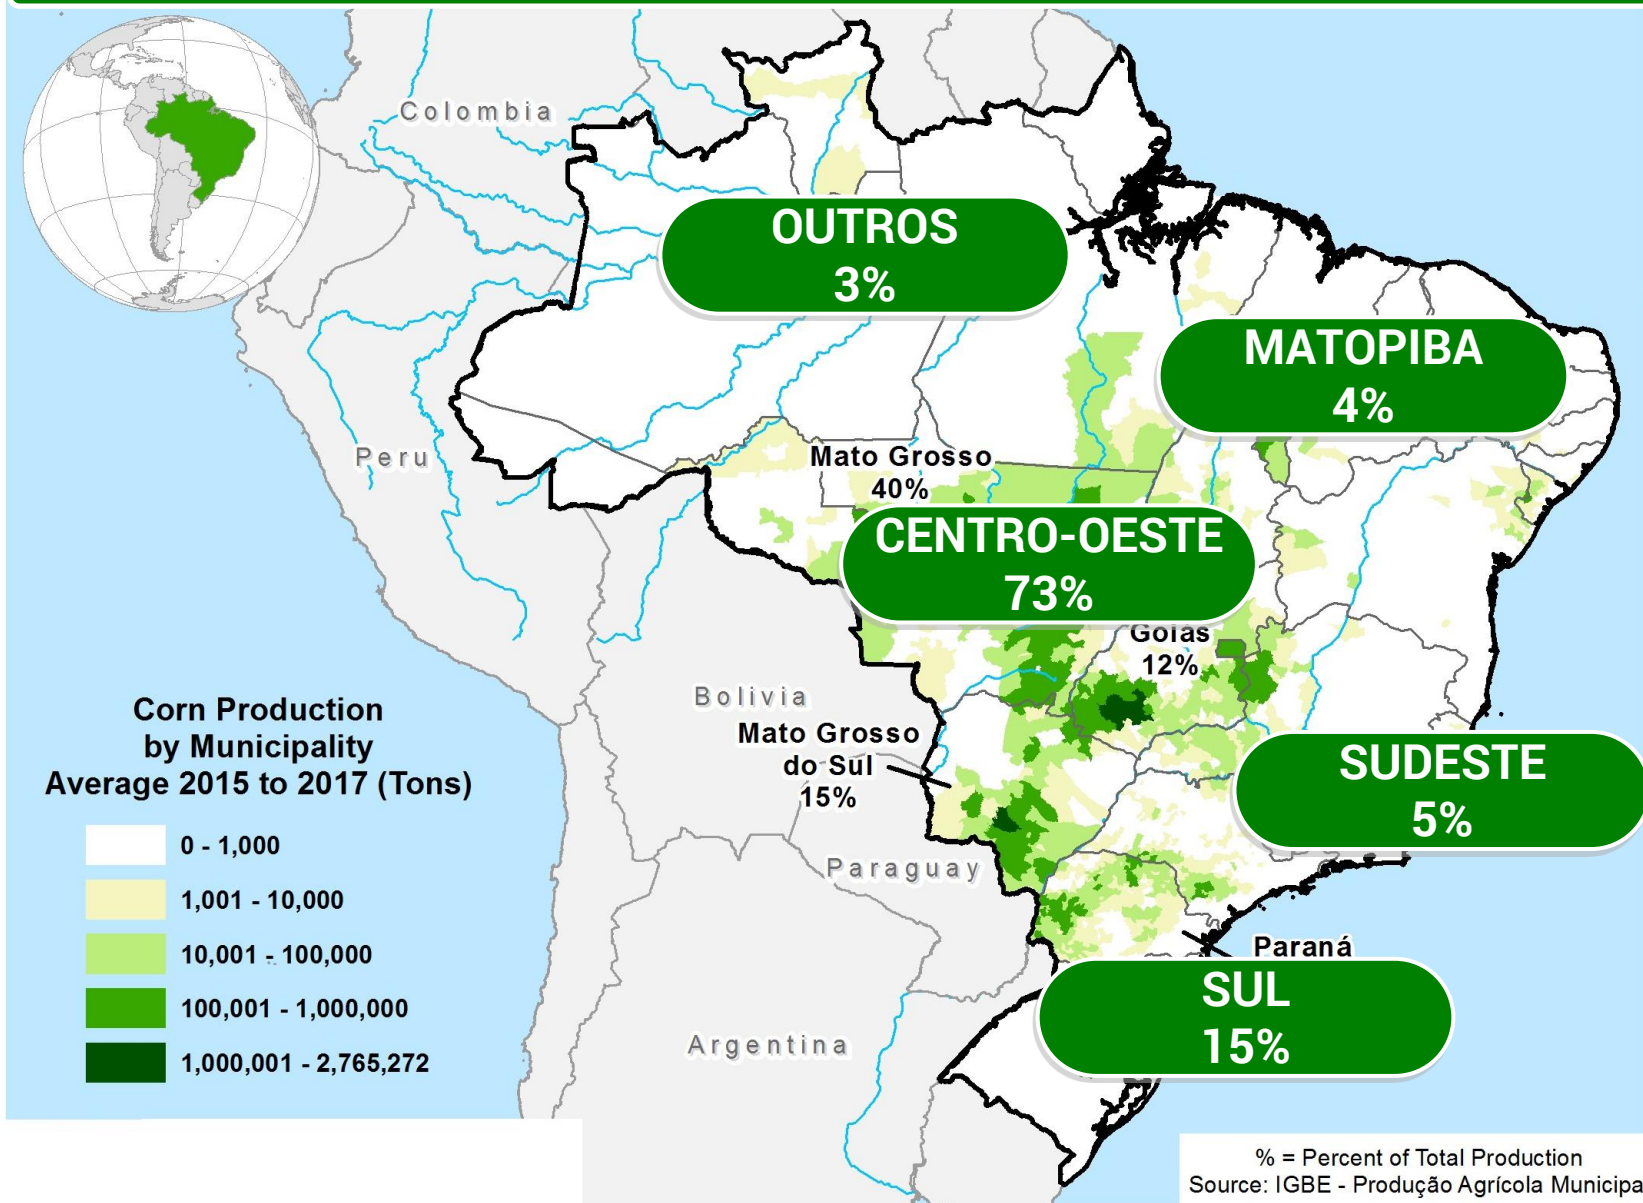 Colombia
OUTROS
3%
MATOPIBA
4%
Peru
Mato Grosso
40%
CENTRO-OESTE
73%
Goiás
12%
Bolivia
Mato Grosso
do Sul
15%
Corn Production
by Municipality
Average 2015 to 2017 (Tons)
0 - 1,000
1,001 - 10,000
10,001 - 100,000
100,001 - 1,000,000
1,000,001 - 2,765,272
SUDESTE
5%
Paraguay
Paraná
SUL
15%
Argentina
% = Percent of Total Production
Source: IGBE - Produção Agrícola Municipa